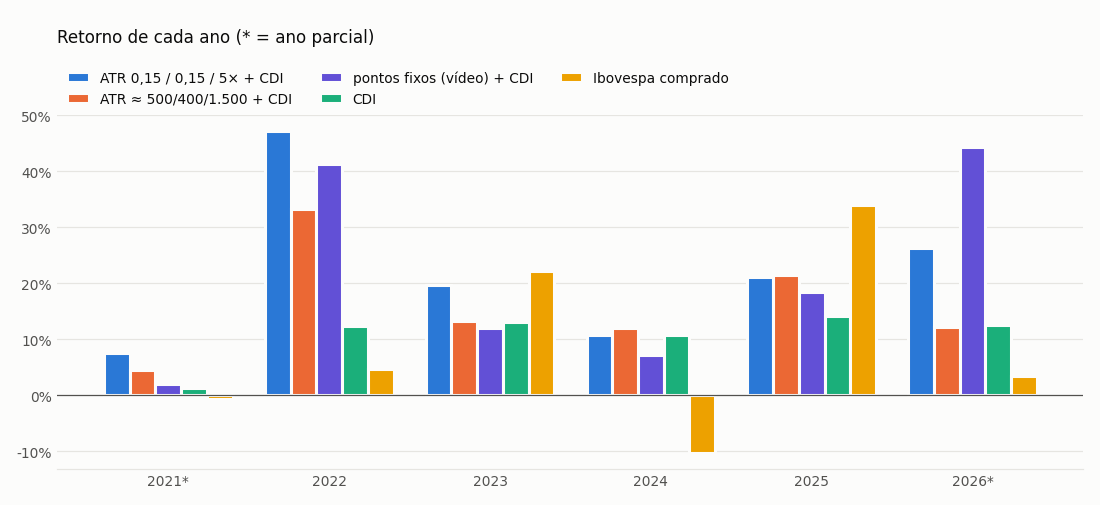 Retorno de cada ano (* = ano parcial)
ATR 0,15 / 0,15 / 5× + CDI
pontos fixos (vídeo) + CDI
Ibovespa comprado
ATR ≈ 500/400/1.500 + CDI
CDI
50%
40%
30%
20%
10%
0%
-10%
2021*
2022
2023
2024
2025
2026*